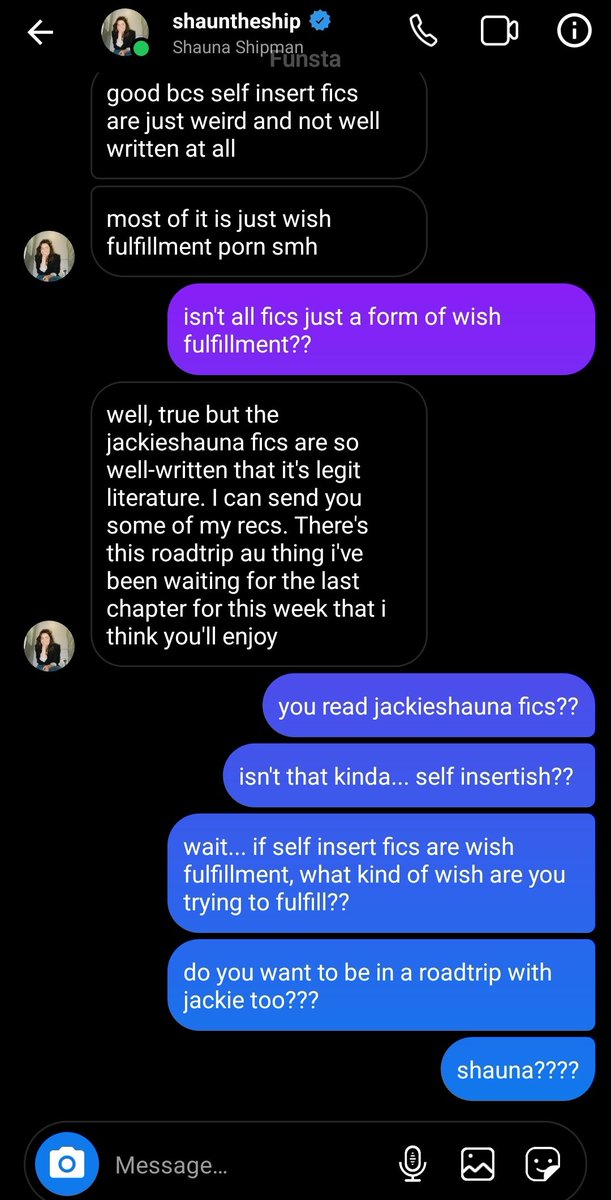 shauntheship
Shauna Shipman
Funsta
good bcs self insert fics
are just weird and not well
written at all
most of it is just wish
fulfillment porn smh
isn't all fics just a form of wish
fulfillment??
well, true but the
jackieshauna fics are so
well-written that it's legit
literature. I can send you
some of my recs. There's
this roadtrip au thing i've
been waiting for the last
chapter for this week that i
think you'll enjoy
you read jackieshauna fics??
isn't that kinda... self insertish??
wait... if self insert fics are wish
fulfillment, what kind of wish are you
trying to fulfill??
do you want to be in a roadtrip with
jackie too???
shauna????
Message...